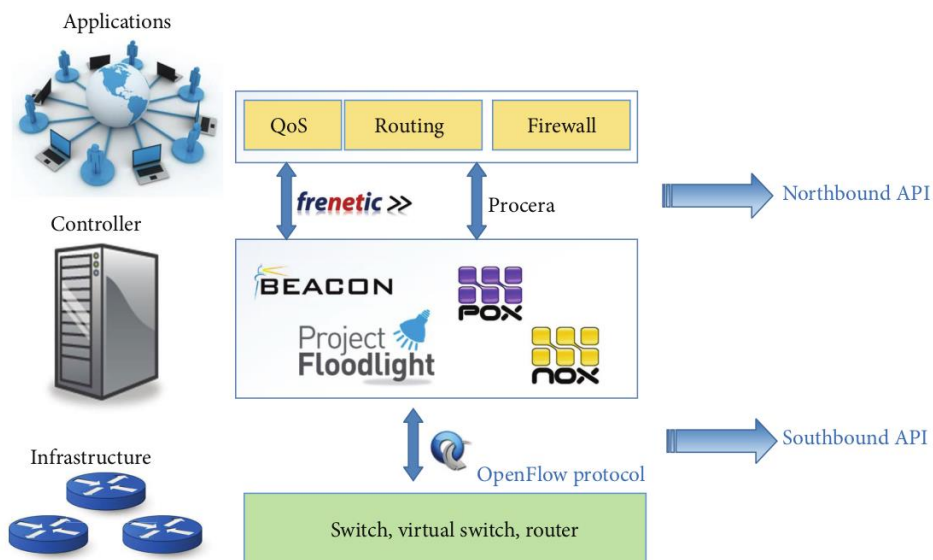 Applications
QoS
Routing
Firewall
frenetic >>
Procera
Northbound API
Controller
BEACON
POX
Project
Floodlight
nox
Southbound API
Infrastructure
OpenFlow protocol
Switch, virtual switch, router